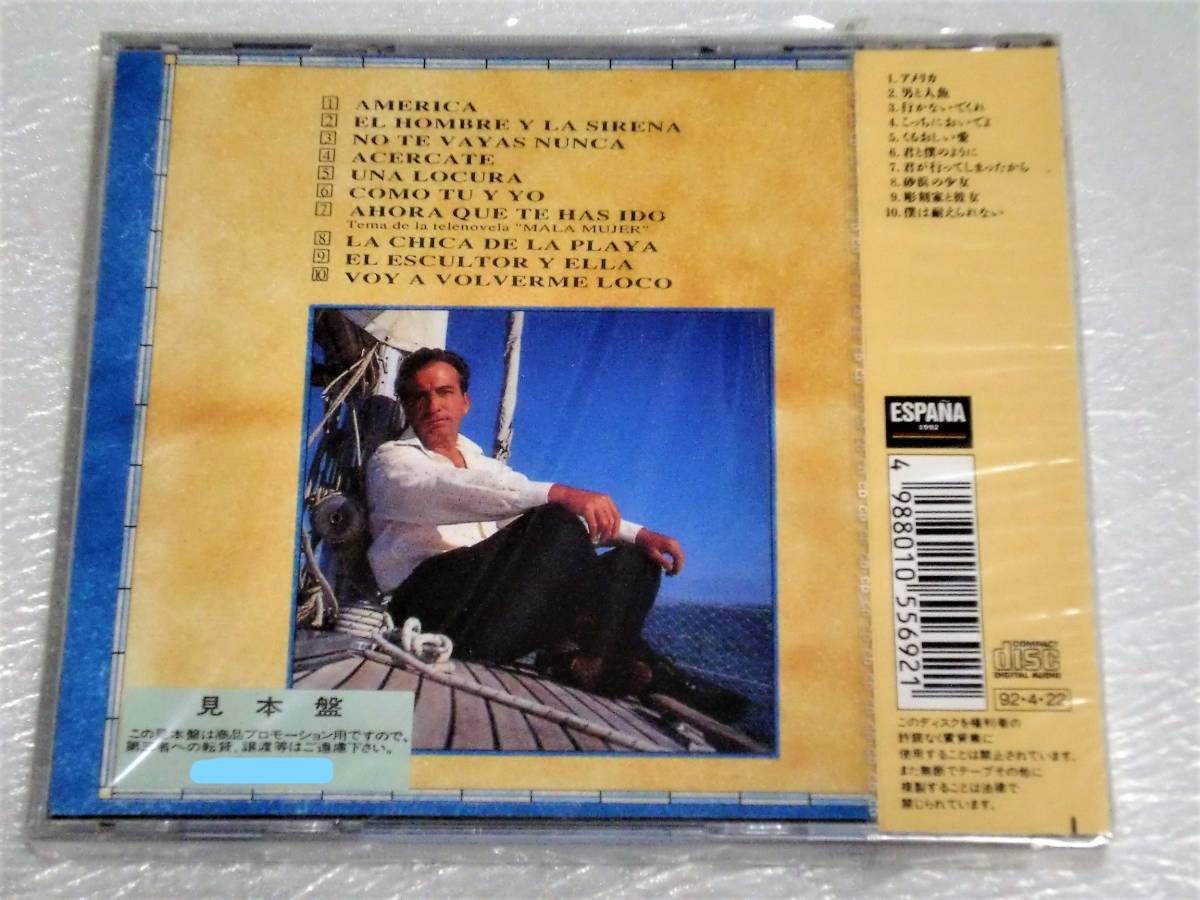 1 AMERICA
2 EL HOMBRE Y LA SIRENA
3 NO TE VAYAS NUNCA
4 ACERCATE
5 UNA LOCURA
6 COMO TU Y YO
7 AHORA QUE TE HAS IDO
Tema de la telenovela "MALA MUJER"
8 LA CHICA DE LA PLAYA
9 EL ESCULTOR Y ELLA
10 VOY A VOLVERME LOCO
見本盤
この見本盤は商品プロモーション用ですので、
第三者への転貸、譲渡等はご遠慮下さい。
1. アメリカ
2. 男と人魚
3. 行かないでくれ
4. こっちにおいでよ
5. くるおしい愛
6. 君と僕のように
7. 君が行ってしまったから
8. 砂浜の少女
9. 彫刻家と彼女
10. 僕は耐えられない
ESPAÑA
1992
4 988010 556921
COMPACT
disc
DIGITAL AUDIO
92・4・22
このディスクを権利者の
許諾なく賃貸業に
使用することは禁止されています。
また無断でテープその他に
複製することは法律で
禁じられています。